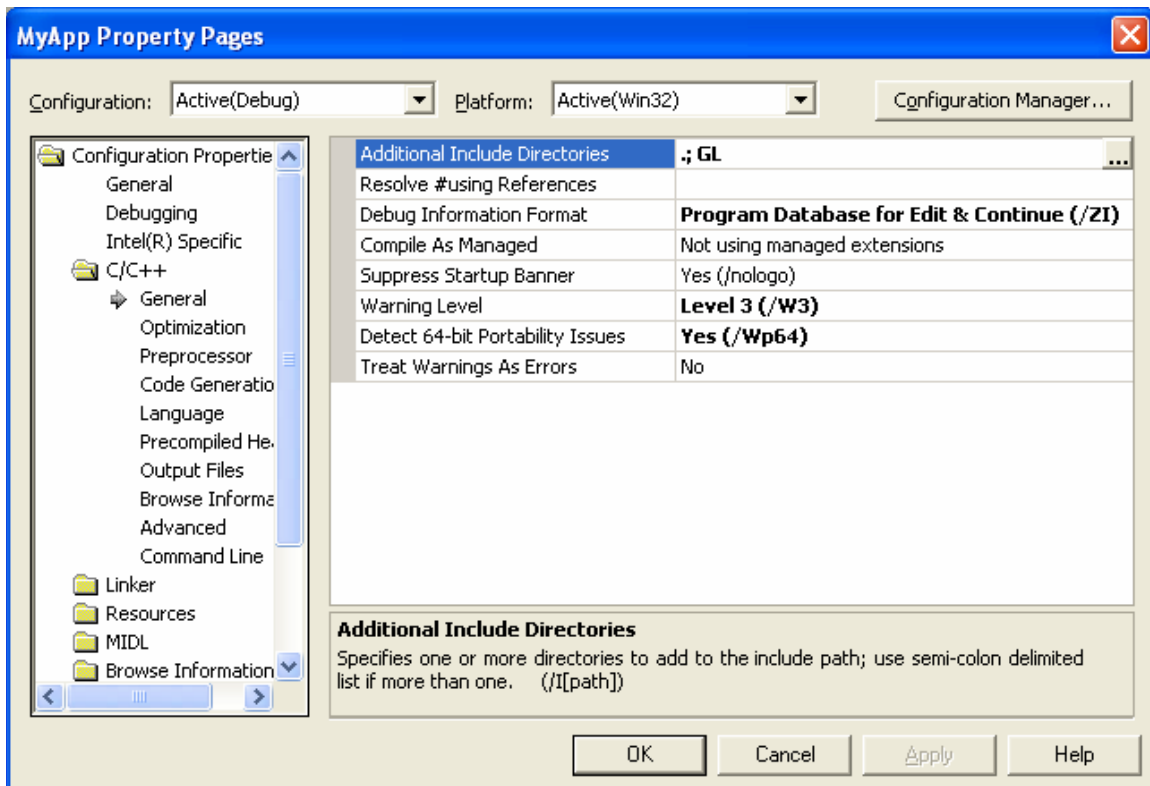 MyApp Property Pages
Configuration: Active(Debug) Platform: Active(Win32) Configuration Manager...
Configuration Propertie
General
Debugging
Intel(R) Specific
C/C++
General
Optimization
Preprocessor
Code Generatio
Language
Precompiled He
Output Files
Browse Informa
Advanced
Command Line
Linker
Resources
MIDL
Browse Information
Additional Include Directories .; GL ...
Resolve #using References
Debug Information Format Program Database for Edit & Continue (/ZI)
Compile As Managed Not using managed extensions
Suppress Startup Banner Yes (/nologo)
Warning Level Level 3 (/W3)
Detect 64-bit Portability Issues Yes (/Wp64)
Treat Warnings As Errors No
Additional Include Directories
Specifies one or more directories to add to the include path; use semi-colon delimited
list if more than one. (/I[path])
OK Cancel Apply Help